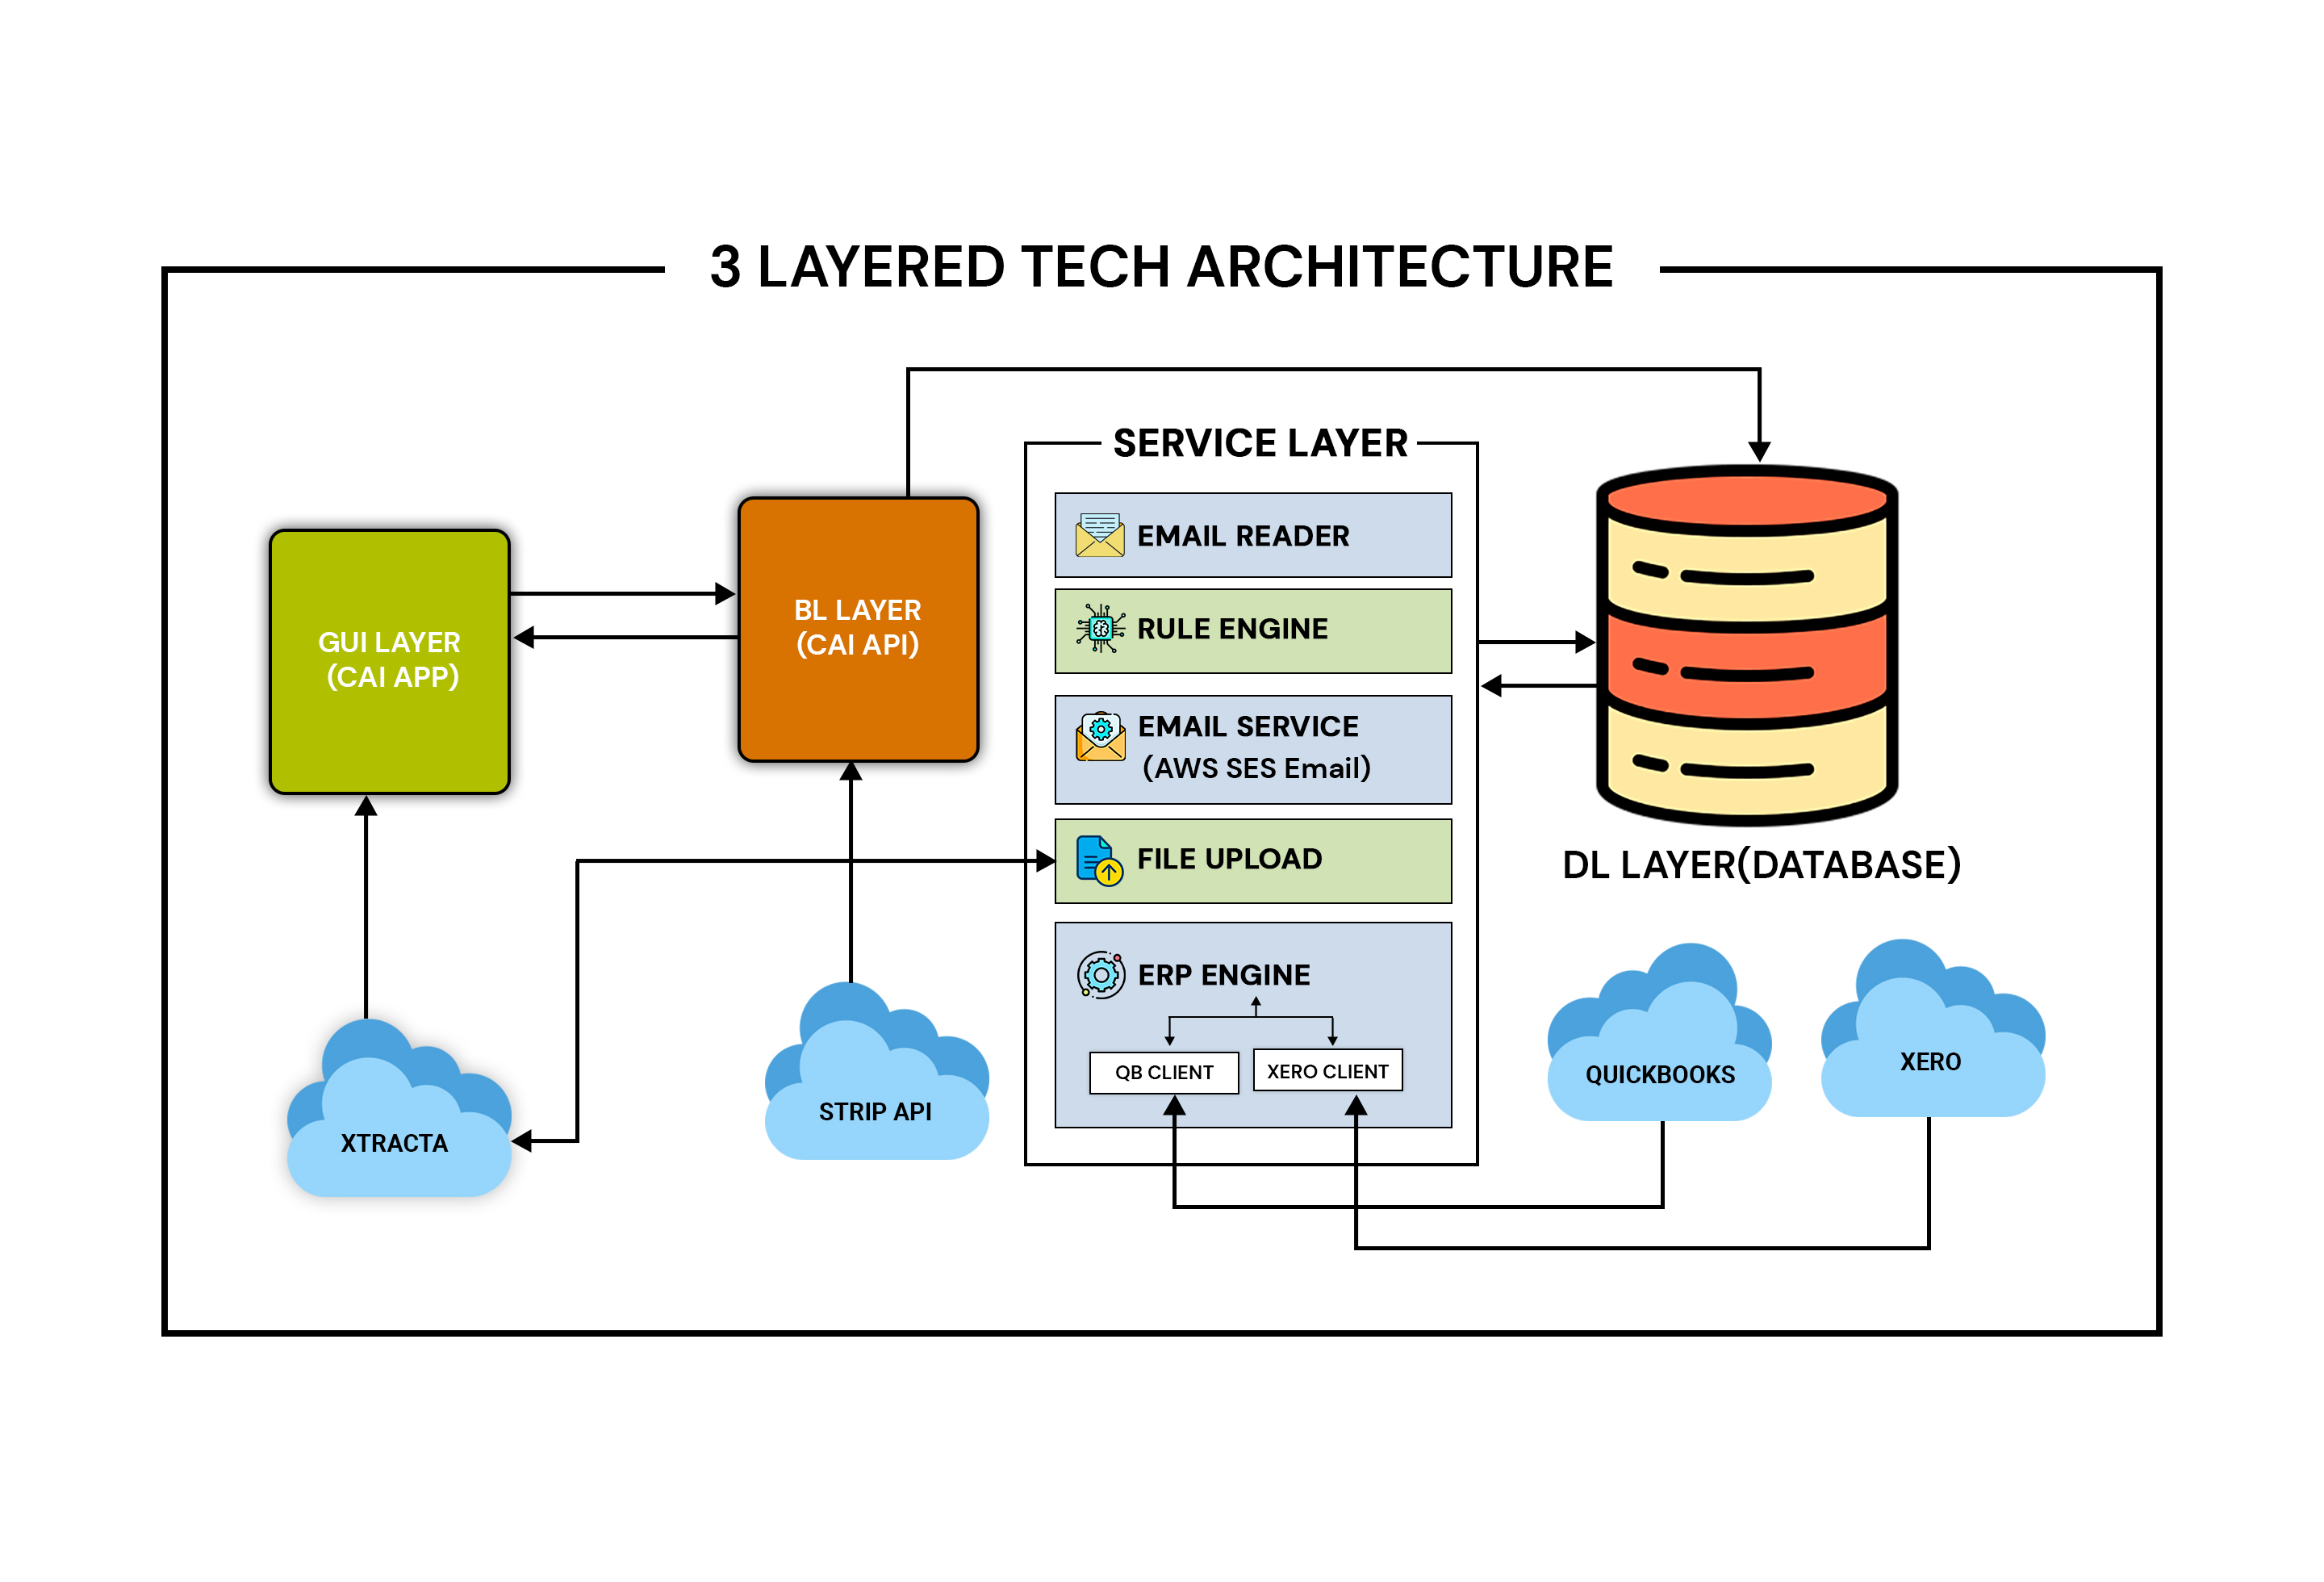 3 LAYERED TECH ARCHITECTURE
SERVICE LAYER
EMAIL READER
RULE ENGINE
EMAIL SERVICE
(AWS SES Email)
FILE UPLOAD
ERP ENGINE
QB CLIENT
XERO CLIENT
GUI LAYER
(CAI APP)
BL LAYER
(CAI API)
DL LAYER(DATABASE)
XTRACTA
STRIP API
QUICKBOOKS
XERO